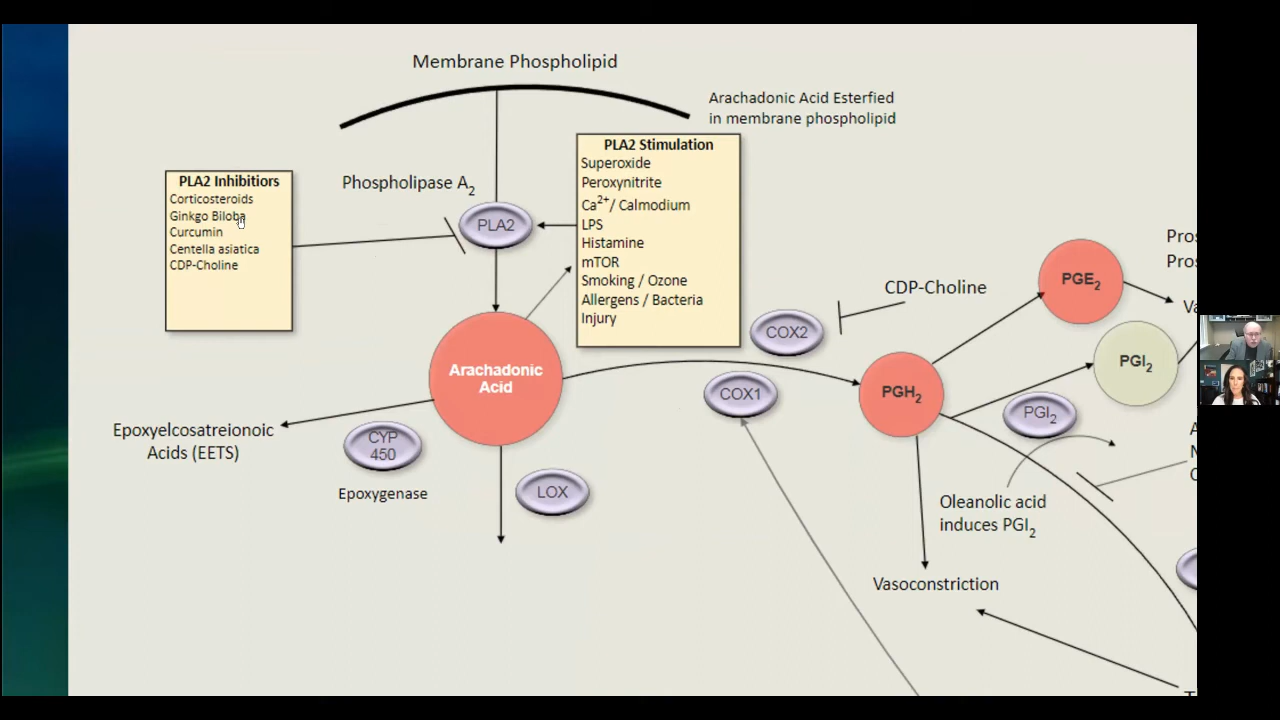 Membrane Phospholipid
Arachadonic Acid Esterfied
in membrane phospholipid
PLA2 Inhibitiors
Corticosteroids
Ginkgo Biloba
Curcumin
Centella asiatica
CDP-Choline
Phospholipase A2
PLA2
PLA2 Stimulation
Superoxide
Peroxynitrite
Ca2+/ Calmodium
LPS
Histamine
mTOR
Smoking / Ozone
Allergens / Bacteria
Injury
Arachadonic
Acid
Epoxyelcosatreionoic
Acids (EETS)
CYP
450
Epoxygenase
LOX
COX2
COX1
CDP-Choline
PGH2
PGE2
PGI2
PGI2
Oleanolic acid
induces PGI2
Vasoconstriction